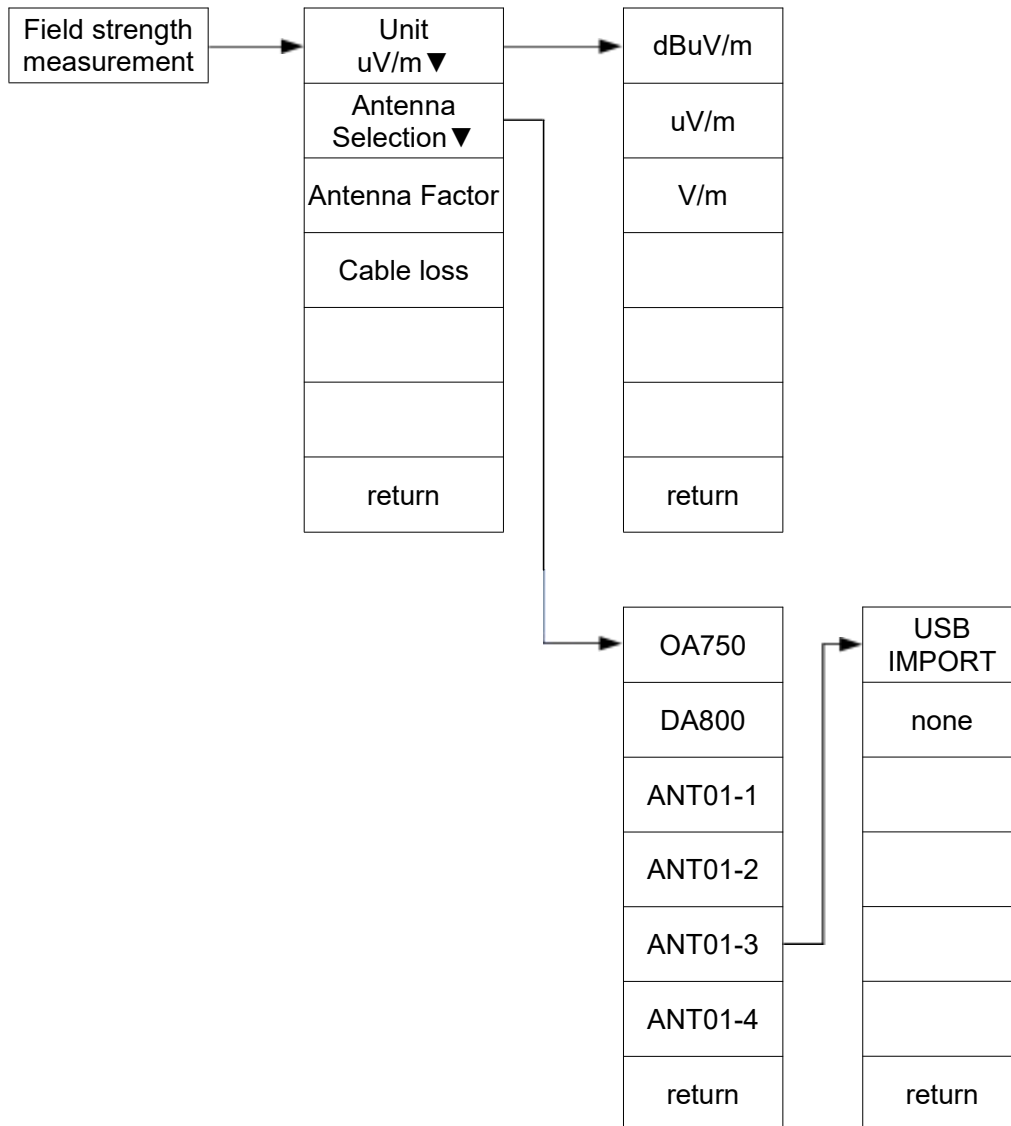 Field strength
measurement
Unit
uV/m▼
Antenna
Selection▼
Antenna Factor
Cable loss
return
dBuV/m
uV/m
V/m
return
OA750
DA800
ANT01-1
ANT01-2
ANT01-3
ANT01-4
return
USB
IMPORT
none
return